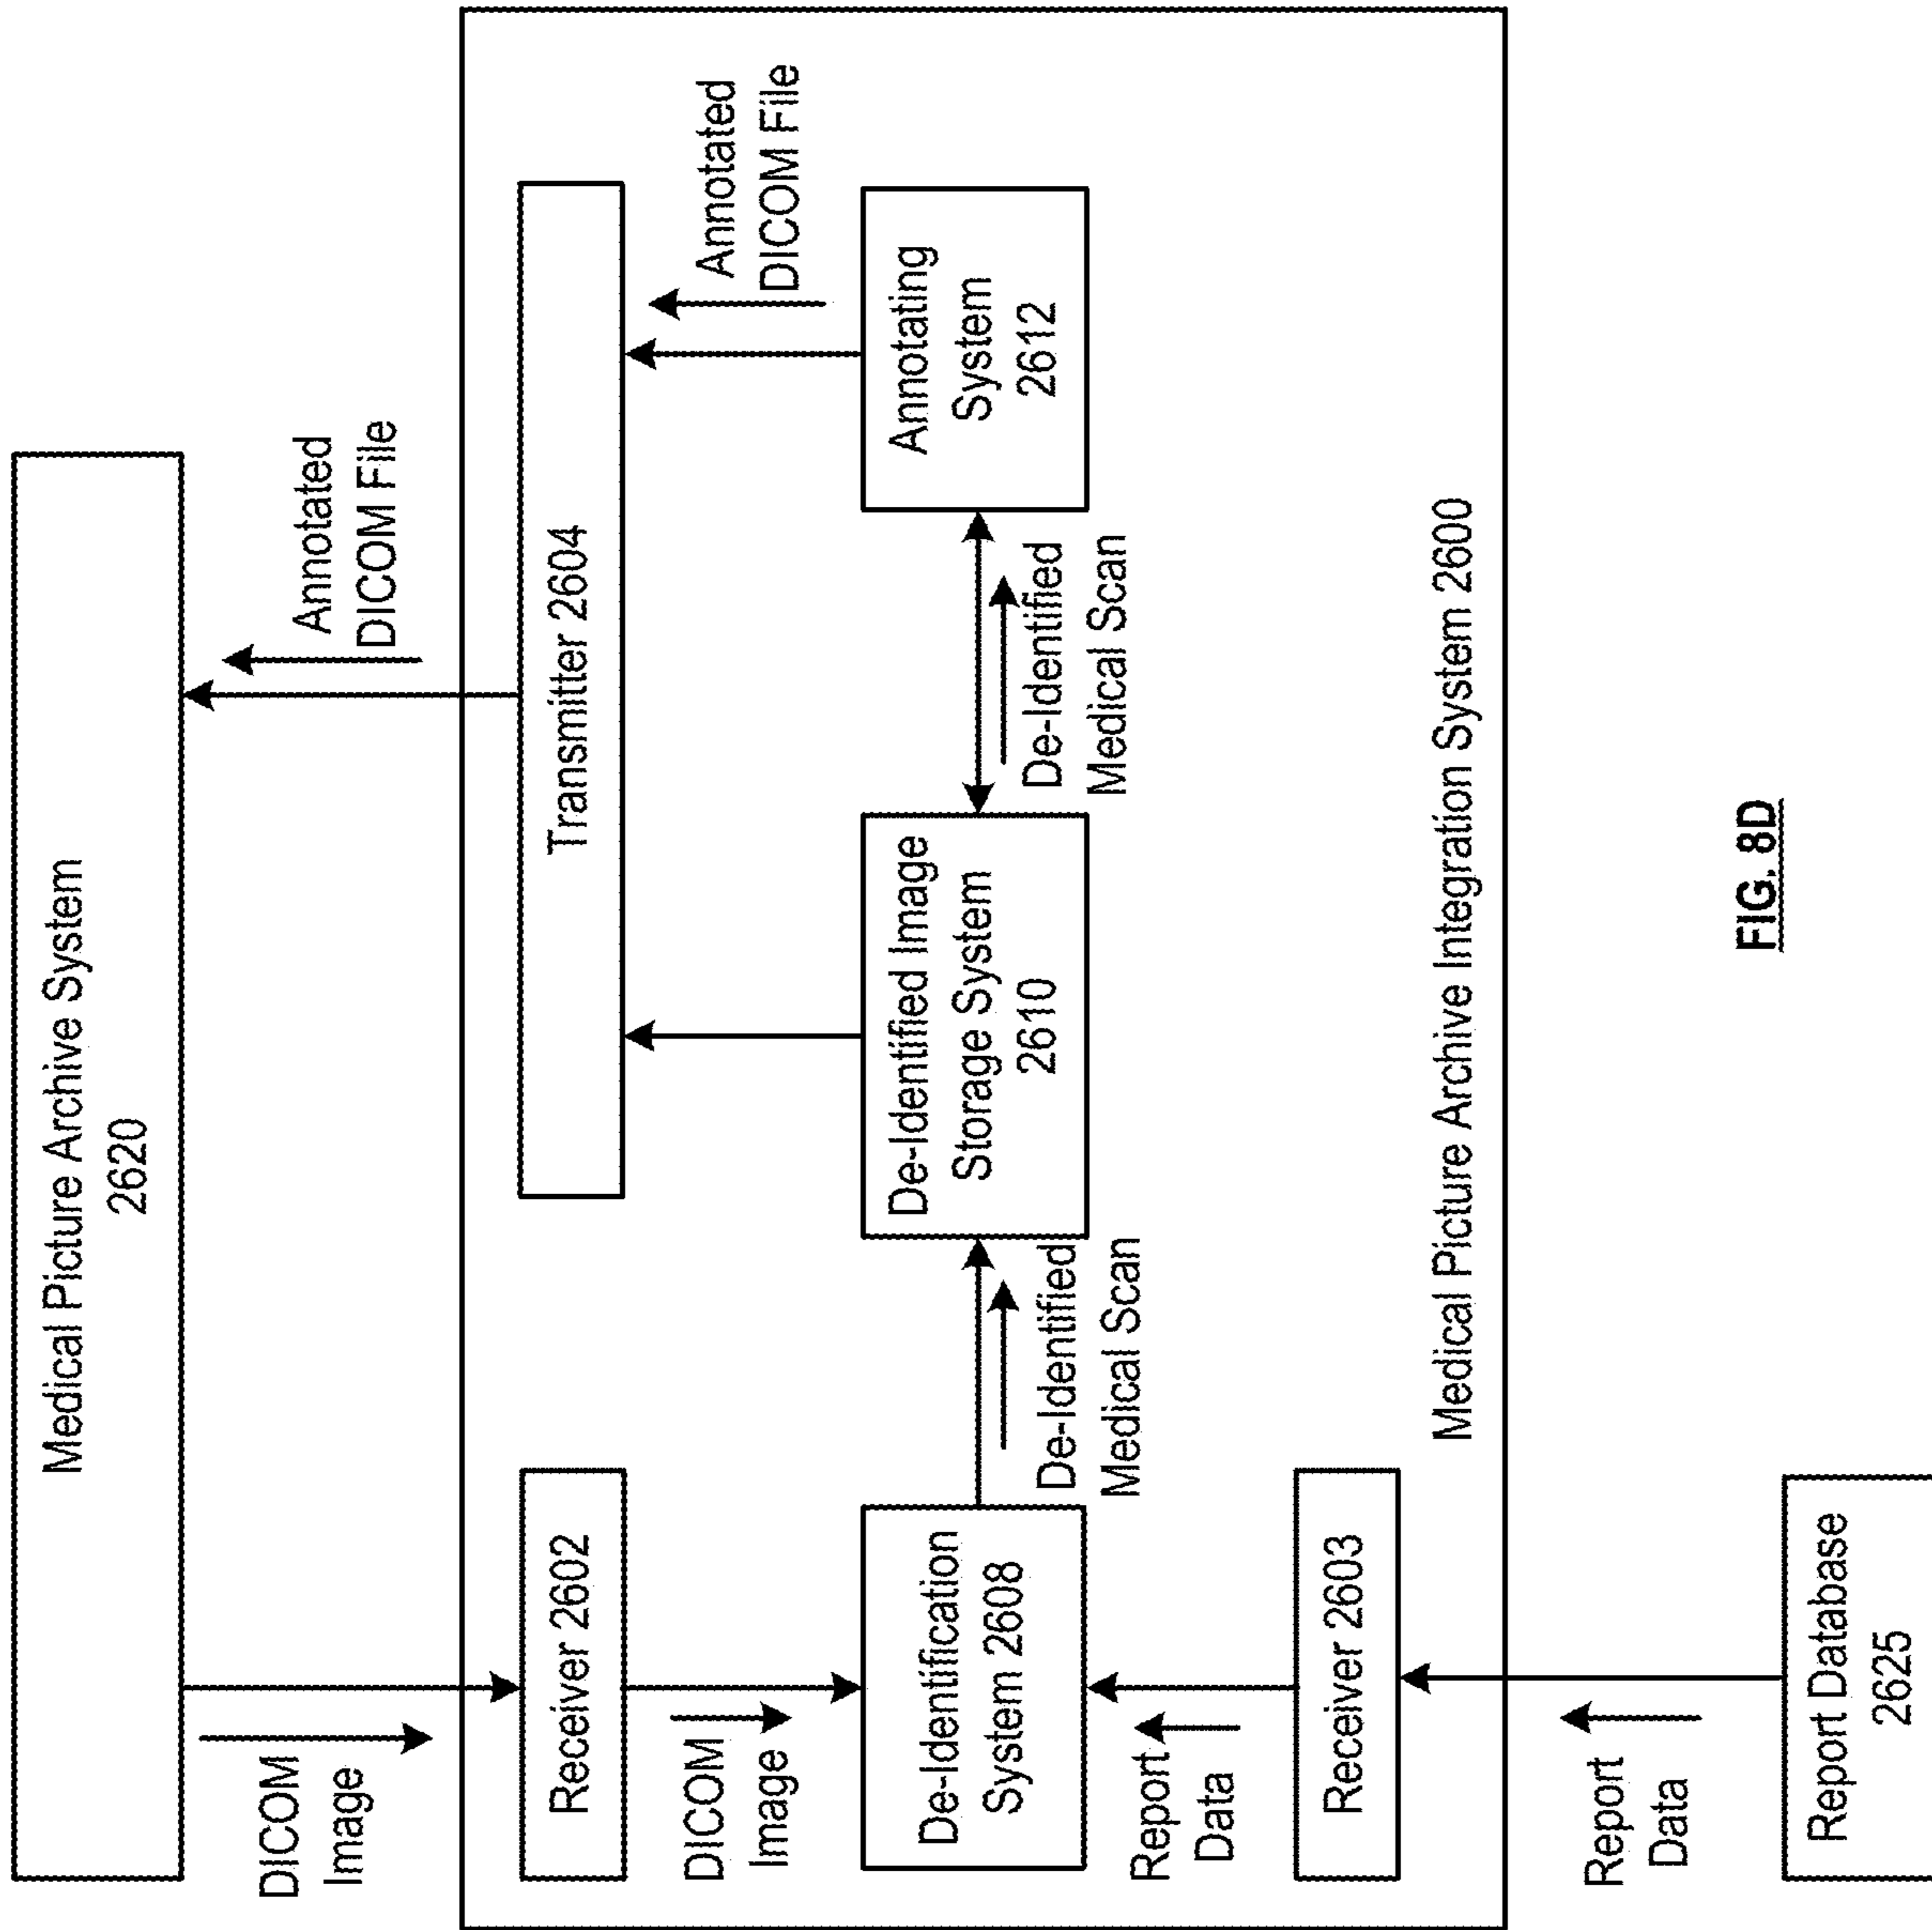 Medical Picture Archive System
2620
DICOM
Image
Annotated
DICOM File
Receiver 2602
Transmitter 2604
DICOM
Image
Annotated
DICOM File
De-Identification
System 2608
De-Identified Image
Storage System
2610
Annotating
System
2612
De-Identified
Medical Scan
De-Identified
Medical Scan
Report
Data
Receiver 2603
Medical Picture Archive Integration System 2600
Report
Data
Report Database
2625
FIG. 8D